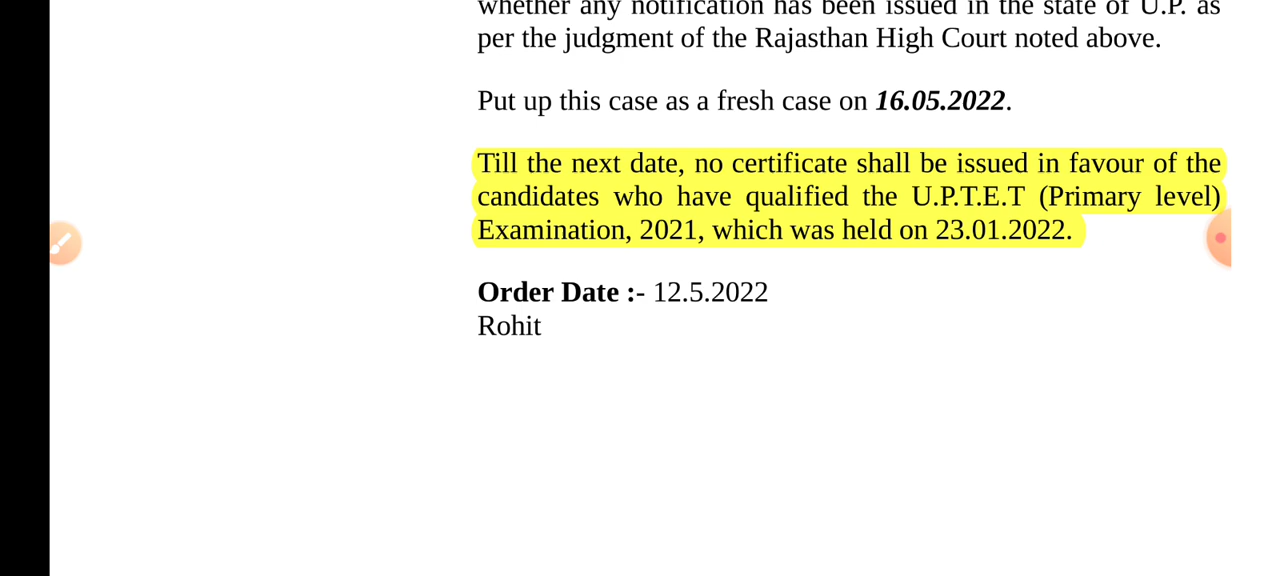 whether any notification has been issued in the state of U.P. as
per the judgment of the Rajasthan High Court noted above.
Put up this case as a fresh case on 16.05.2022.
Till the next date, no certificate shall be issued in favour of the
candidates who have qualified the U.P.T.E.T (Primary level)
Examination, 2021, which was held on 23.01.2022.
Order Date :- 12.5.2022
Rohit